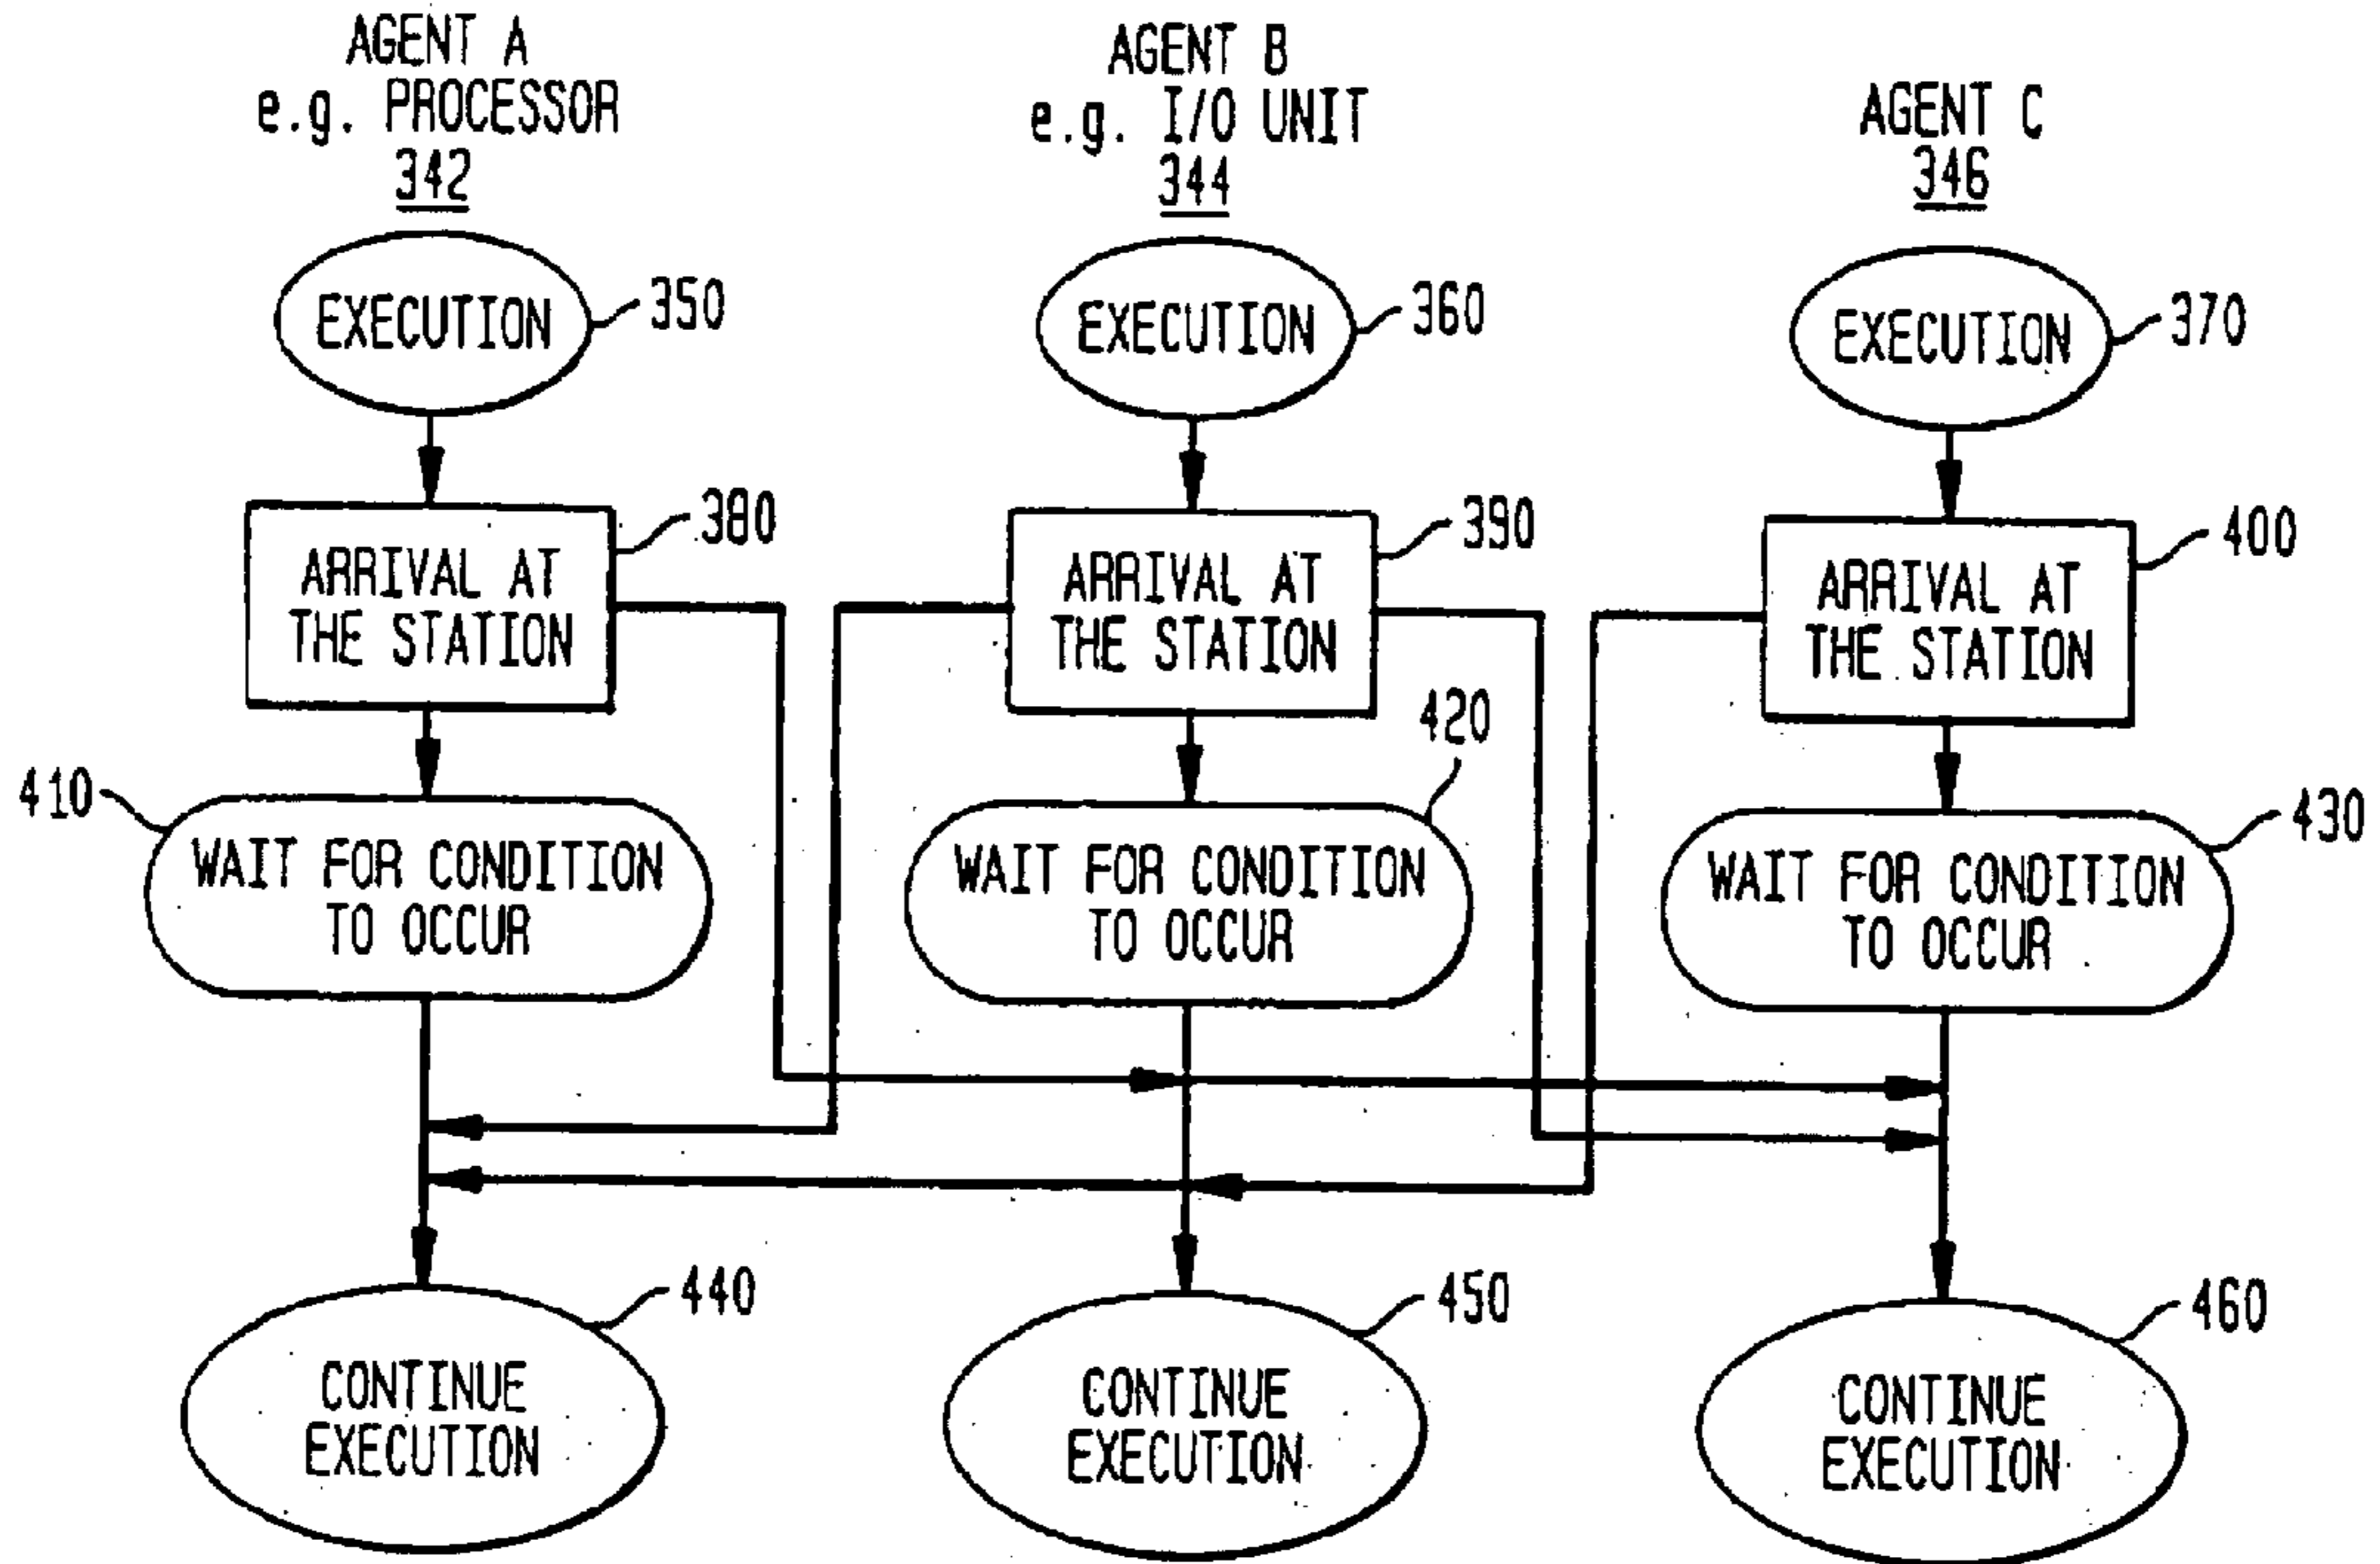 AGENT A
e.g. PROCESSOR
342
AGENT B
e.g. I/O UNIT
344
AGENT C
346
EXECUTION
350
EXECUTION
360
EXECUTION
370
ARRIVAL AT
THE STATION
380
ARRIVAL AT
THE STATION
390
ARRIVAL AT
THE STATION
400
410
WAIT FOR CONDITION
TO OCCUR
420
WAIT FOR CONDITION
TO OCCUR
430
WAIT FOR CONDITION
TO OCCUR
440
CONTINUE
EXECUTION
450
CONTINUE
EXECUTION
460
CONTINUE
EXECUTION